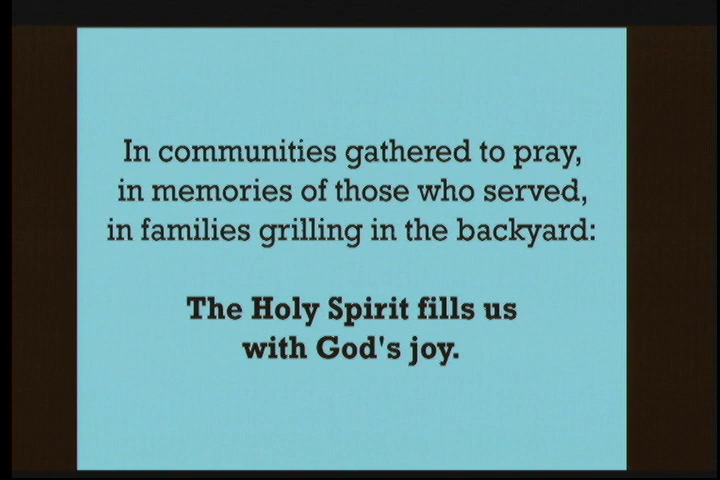 In communities gathered to pray,
in memories of those who served,
in families grilling in the backyard:
The Holy Spirit fills us
with God's joy.